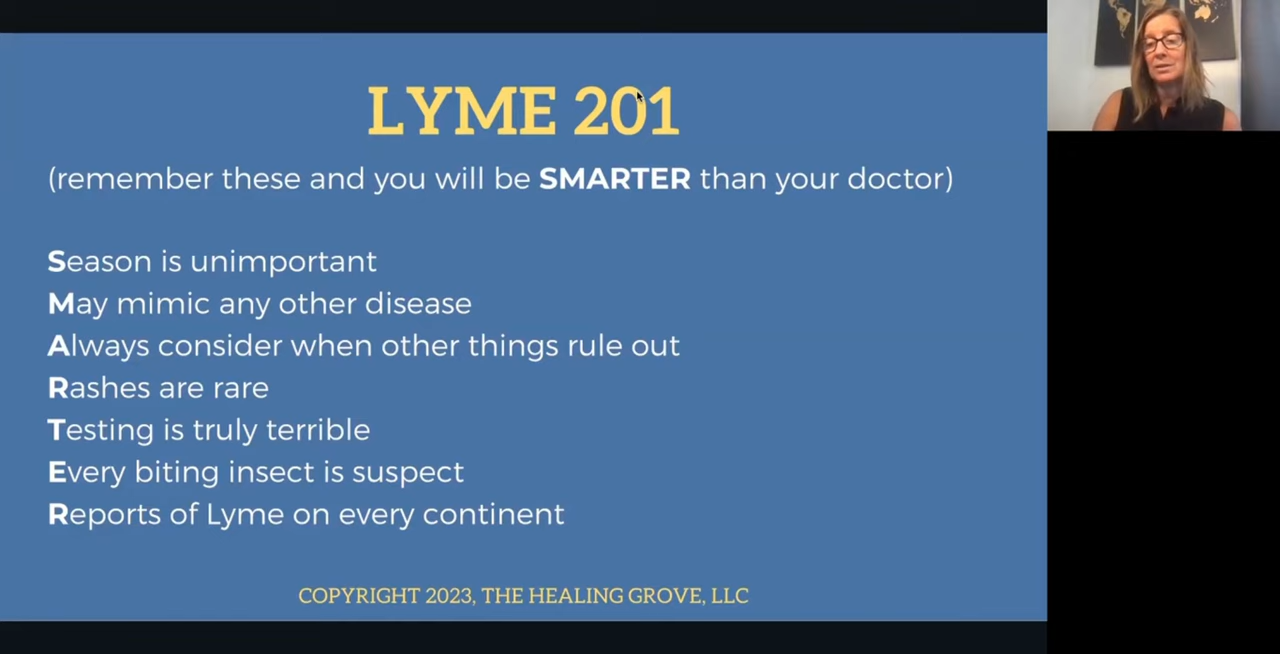 LYME 201
(remember these and you will be SMARTER than your doctor)
Season is unimportant
May mimic any other disease
Always consider when other things rule out
Rashes are rare
Testing is truly terrible
Every biting insect is suspect
Reports of Lyme on every continent
COPYRIGHT 2023, THE HEALING GROVE, LLC